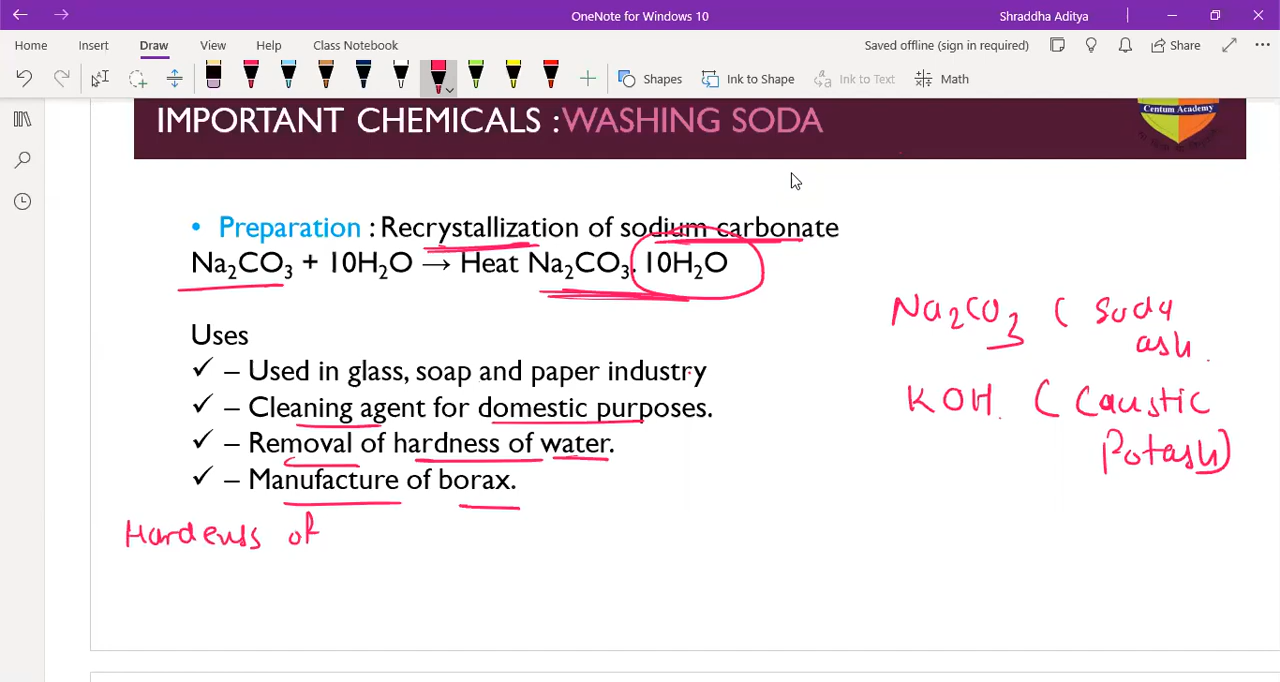 OneNote for Windows 10
Shraddha Aditya
Home Insert Draw View Help Class Notebook
Saved offline (sign in required) Share
Shapes Ink to Shape Ink to Text Math
IMPORTANT CHEMICALS :WASHING SODA
Centum Academy
• Preparation : Recrystallization of sodium carbonate
Na₂CO₃ + 10H₂O → Heat Na₂CO₃. 10H₂O
Na₂CO₃ ( Soda
ash
Uses
✓ – Used in glass, soap and paper industry
✓ – Cleaning agent for domestic purposes.
KOH. ( Caustic
Potash)
✓ – Removal of hardness of water.
✓ – Manufacture of borax.
Hardenss of